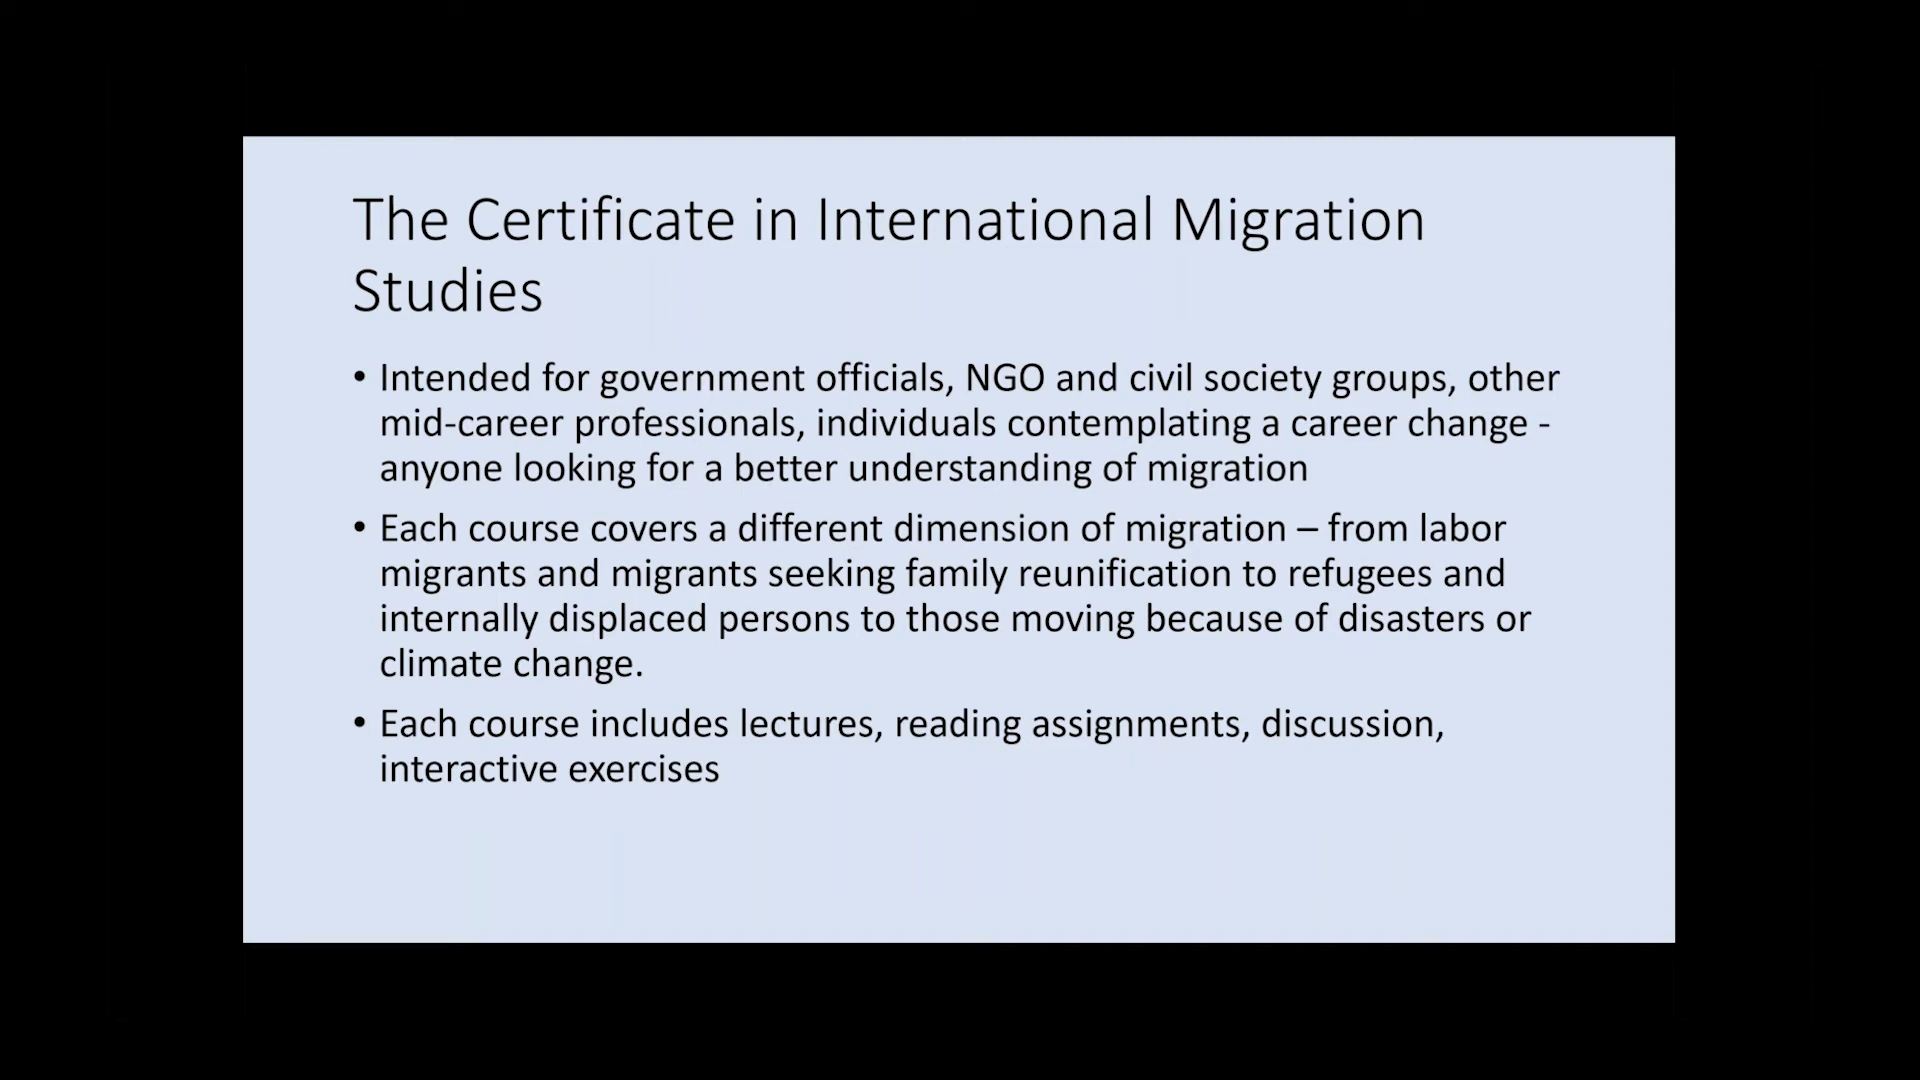 The Certificate in International Migration
Studies
• Intended for government officials, NGO and civil society groups, other
mid-career professionals, individuals contemplating a career change -
anyone looking for a better understanding of migration
• Each course covers a different dimension of migration – from labor
migrants and migrants seeking family reunification to refugees and
internally displaced persons to those moving because of disasters or
climate change.
• Each course includes lectures, reading assignments, discussion,
interactive exercises